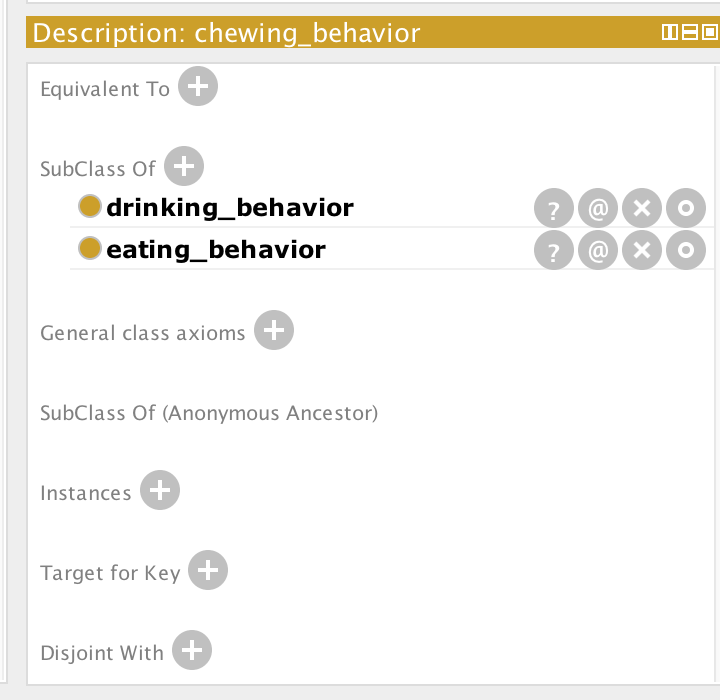 Description: chewing_behavior
Equivalent To
SubClass Of
drinking_behavior ? @
eating_behavior ? @
General class axioms
SubClass Of (Anonymous Ancestor)
Instances
Target for Key
Disjoint With